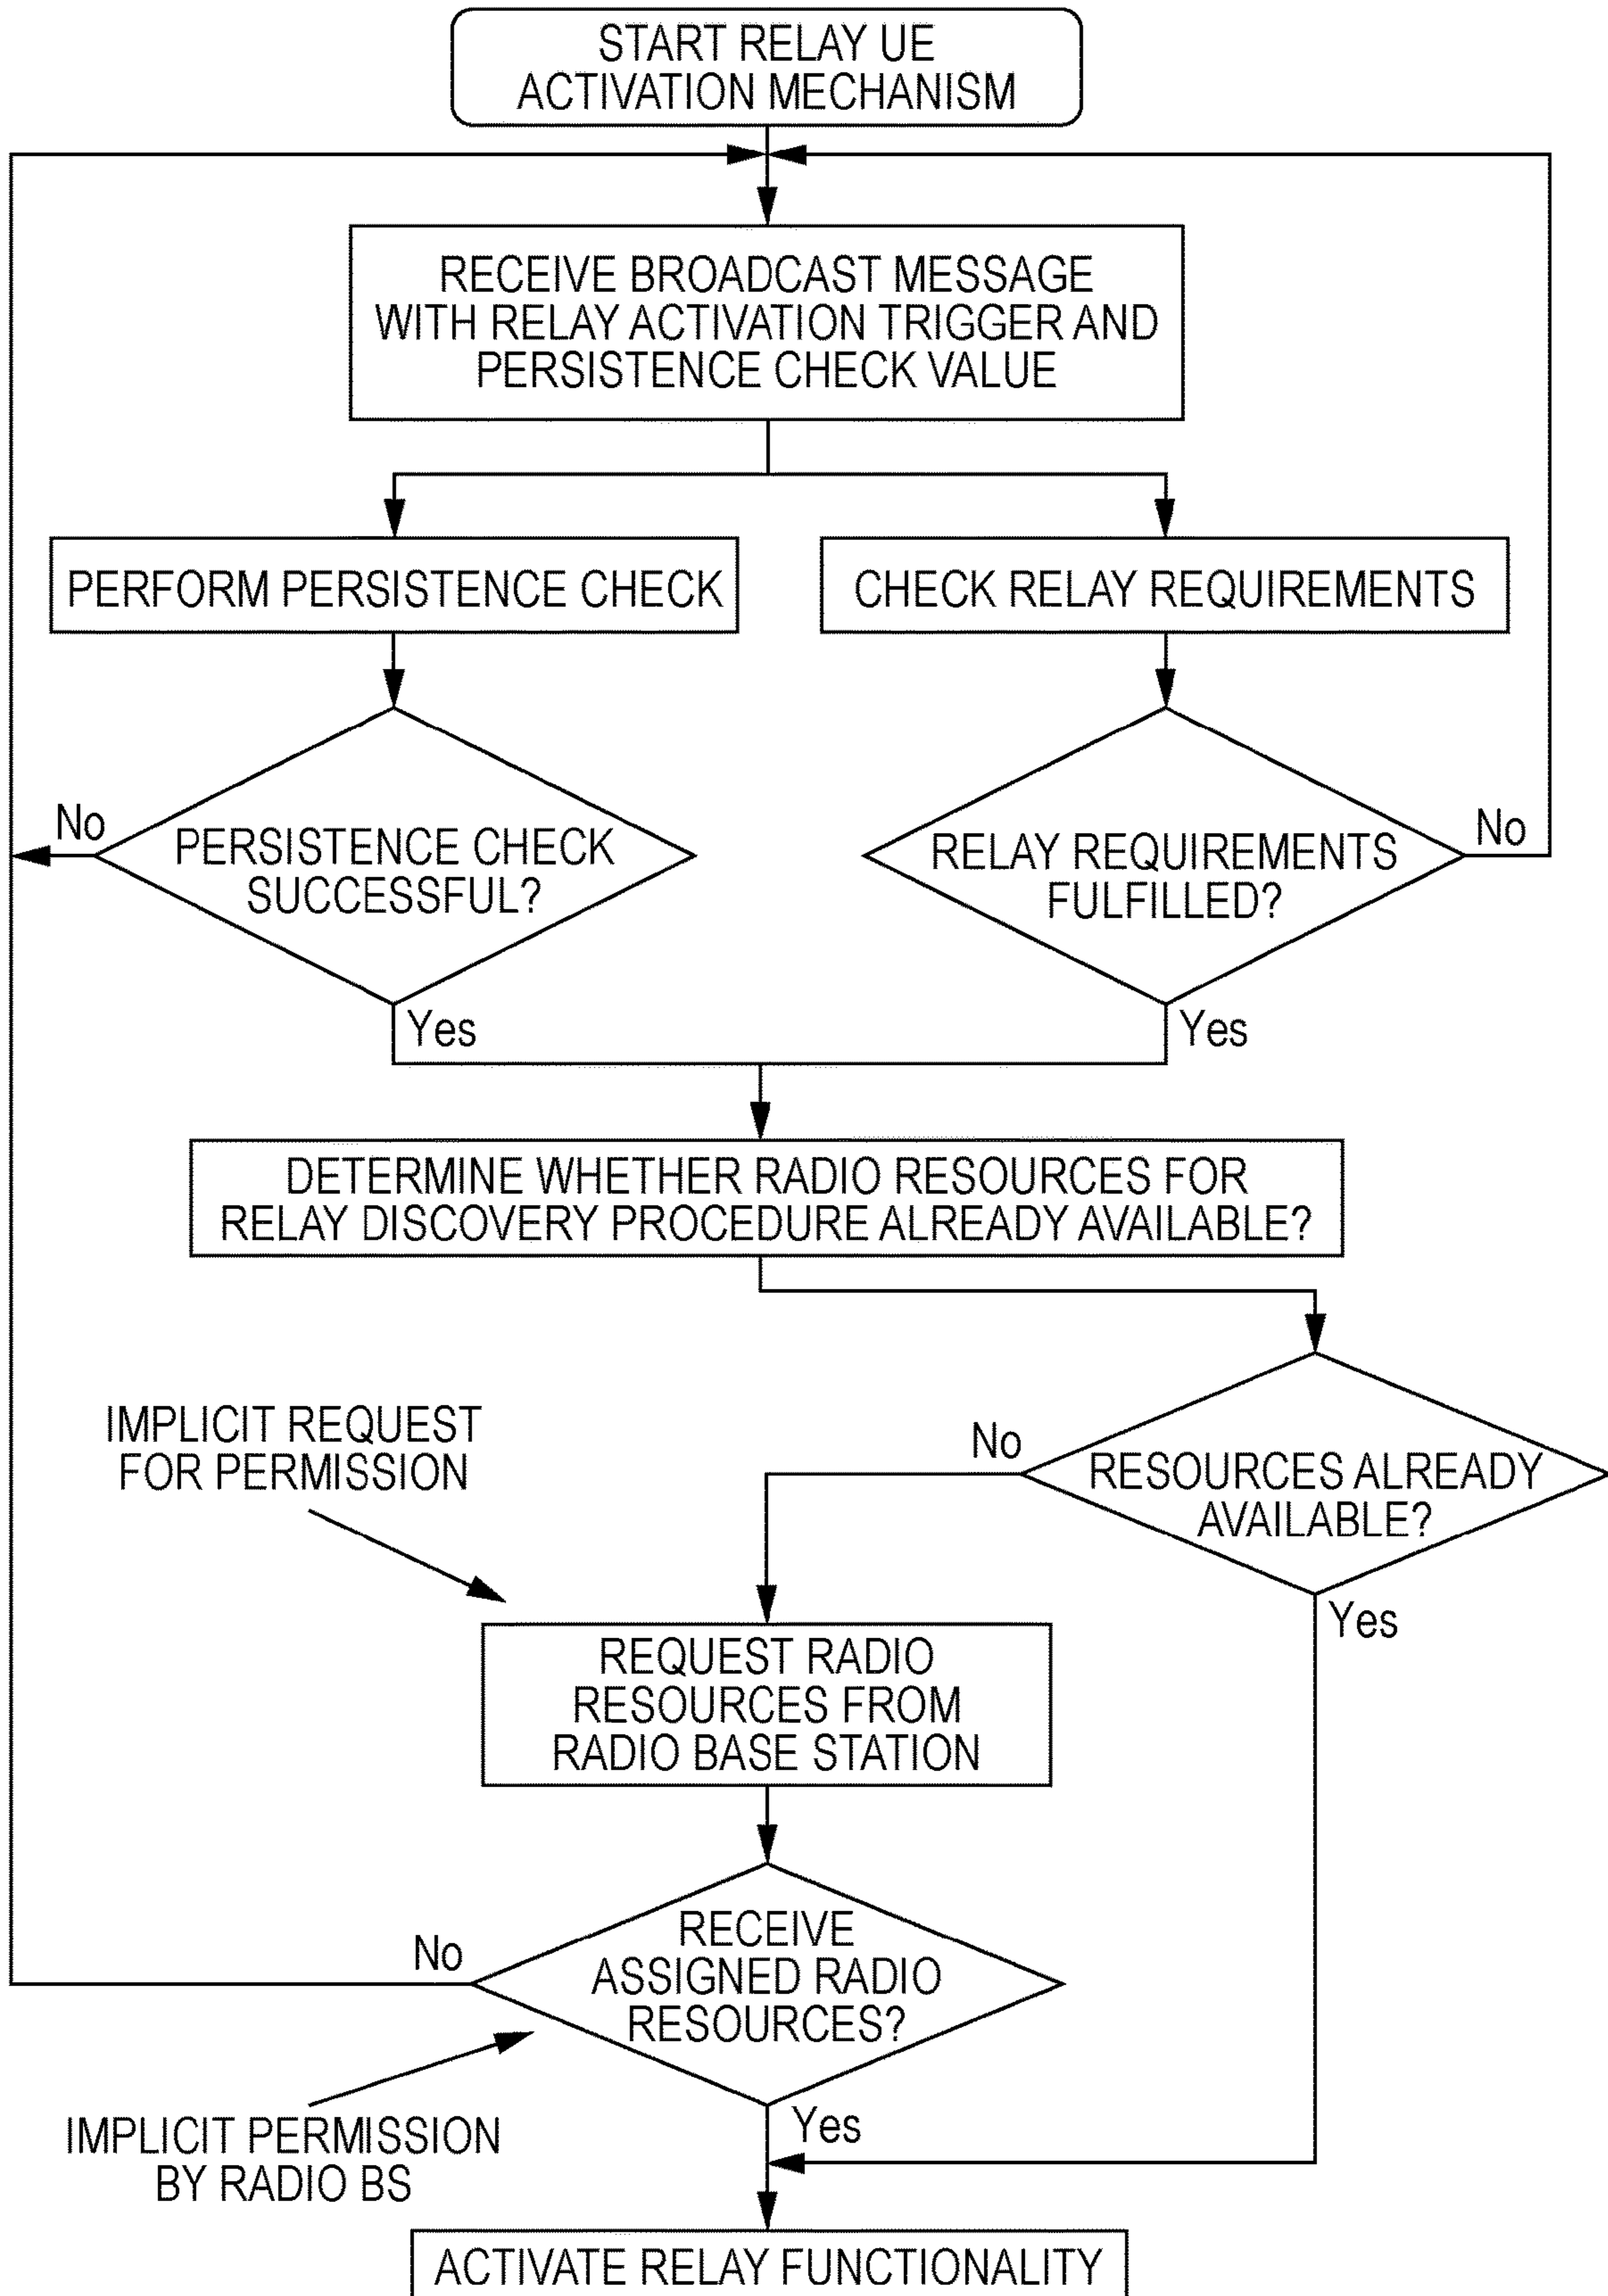 START RELAY UE
ACTIVATION MECHANISM
RECEIVE BROADCAST MESSAGE
WITH RELAY ACTIVATION TRIGGER AND
PERSISTENCE CHECK VALUE
PERFORM PERSISTENCE CHECK
CHECK RELAY REQUIREMENTS
No
PERSISTENCE CHECK
SUCCESSFUL?
Yes
RELAY REQUIREMENTS
FULFILLED?
No
Yes
DETERMINE WHETHER RADIO RESOURCES FOR
RELAY DISCOVERY PROCEDURE ALREADY AVAILABLE?
IMPLICIT REQUEST
FOR PERMISSION
No
RESOURCES ALREADY
AVAILABLE?
Yes
REQUEST RADIO
RESOURCES FROM
RADIO BASE STATION
No
RECEIVE
ASSIGNED RADIO
RESOURCES?
Yes
IMPLICIT PERMISSION
BY RADIO BS
ACTIVATE RELAY FUNCTIONALITY